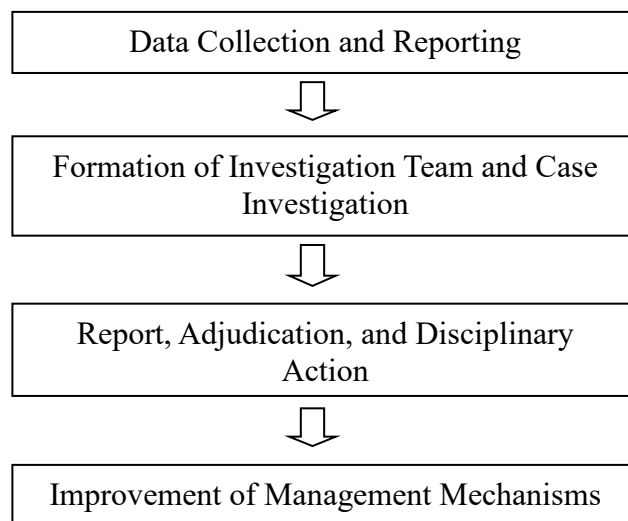 Data Collection and Reporting
Formation of Investigation Team and Case
Investigation
Report, Adjudication, and Disciplinary
Action
Improvement of Management Mechanisms